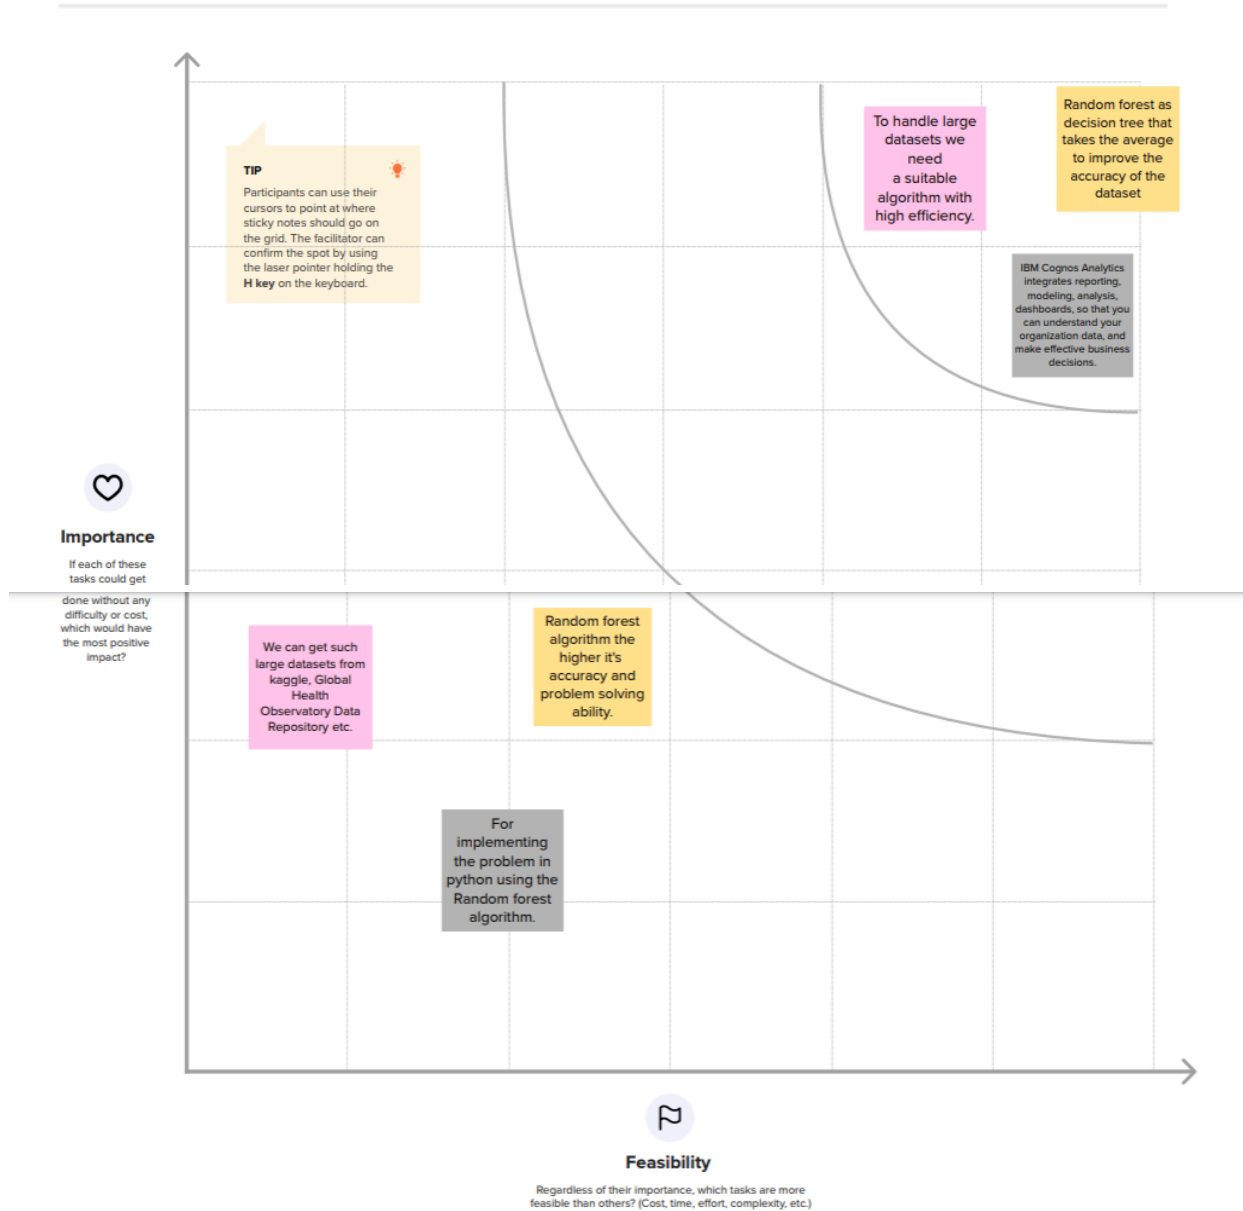 TIP
Participants can use their
cursors to point at where
sticky notes should go on
the grid. The facilitator can
confirm the spot by using
the laser pointer holding the
H key on the keyboard.
To handle large
datasets we
need
a suitable
algorithm with
high efficiency.
Random forest as
decision tree that
takes the average
to improve the
accuracy of the
dataset
IBM Cognos Analytics
integrates reporting,
modeling, analysis,
dashboards, so that you
can understand your
organization data, and
make effective business
decisions.
Importance
If each of these
tasks could get
done without any
difficulty or cost,
which would have
the most positive
impact?
We can get such
large datasets from
kaggle, Global
Health
Observatory Data
Repository etc.
Random forest
algorithm the
higher it's
accuracy and
problem solving
ability.
For
implementing
the problem in
python using the
Random forest
algorithm.
Feasibility
Regardless of their importance, which tasks are more
feasible than others? (Cost, time, effort, complexity, etc.)